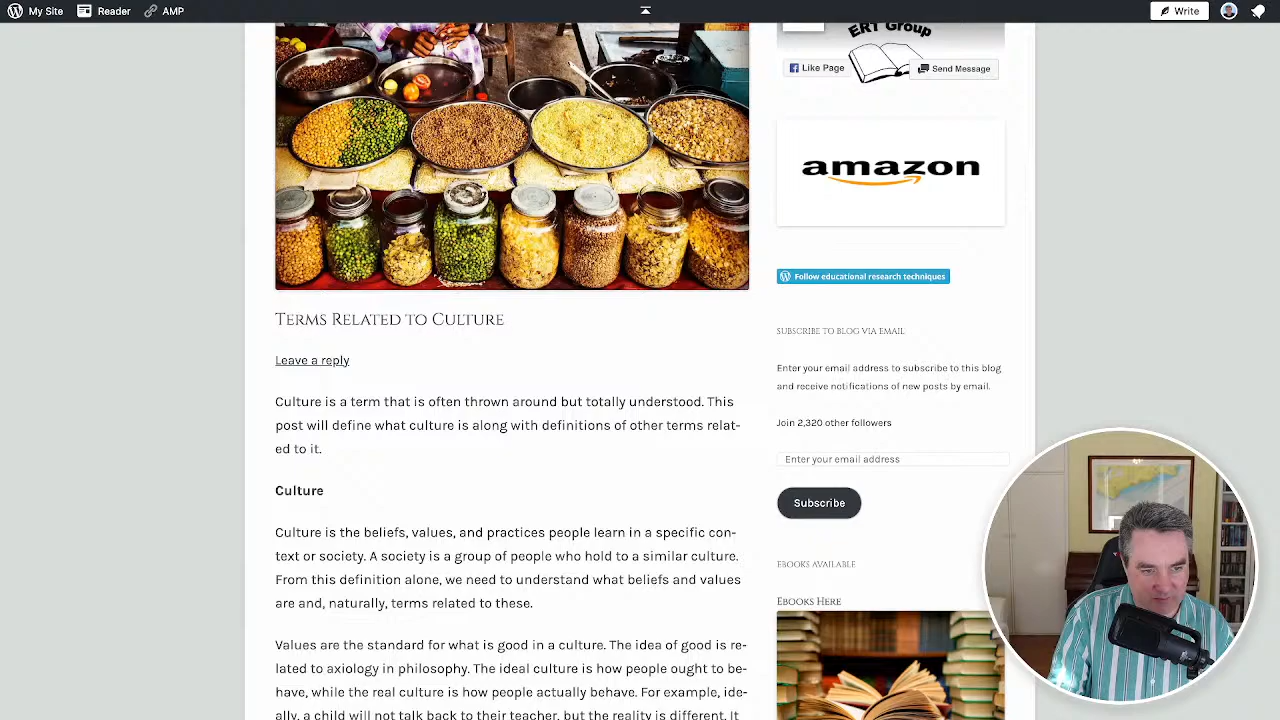 My Site Reader AMP Write
ERT Group
Like Page Send Message
amazon
Follow educational research techniques
Terms Related to Culture
Leave a reply
Culture is a term that is often thrown around but totally understood. This
post will define what culture is along with definitions of other terms relat-
ed to it.
Culture
Culture is the beliefs, values, and practices people learn in a specific con-
text or society. A society is a group of people who hold to a similar culture.
From this definition alone, we need to understand what beliefs and values
are and, naturally, terms related to these.
Values are the standard for what is good in a culture. The idea of good is re-
lated to axiology in philosophy. The ideal culture is how people ought to be-
have, while the real culture is how people actually behave. For example, ide-
ally, a child will not talk back to their teacher, but the reality is different. It
SUBSCRIBE TO BLOG VIA EMAIL
Enter your email address to subscribe to this blog
and receive notifications of new posts by email.
Join 2,320 other followers
Enter your email address
Subscribe
EBOOKS AVAILABLE
Ebooks Here